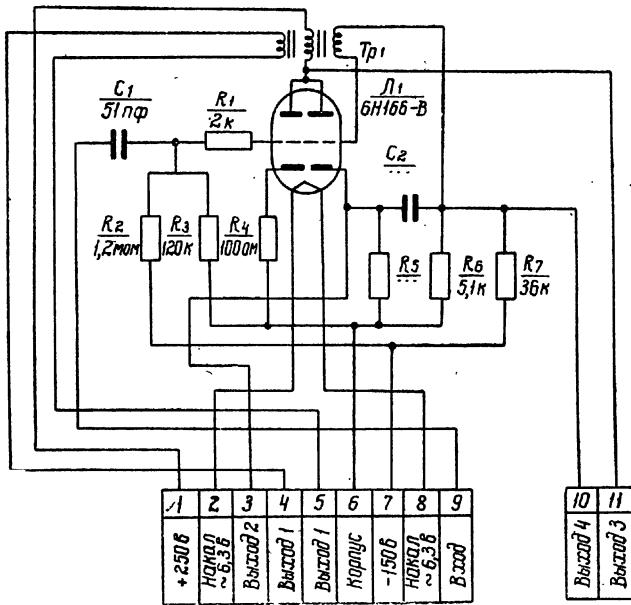 Тр1
С1
51пф
R1
2к
Л1
6Н16Б-В
С2
...
R2
1,2мом
R3
120к
R4
100ом
R5
...
R6
5,1к
R7
36к
1 2 3 4 5 6 7 8 9
+250в
Накал ~6,3в
Выход 2
Выход 1
Выход 1
Корпус
-150в
Накал ~6,3в
Вход
10 11
Выход 4
Выход 3